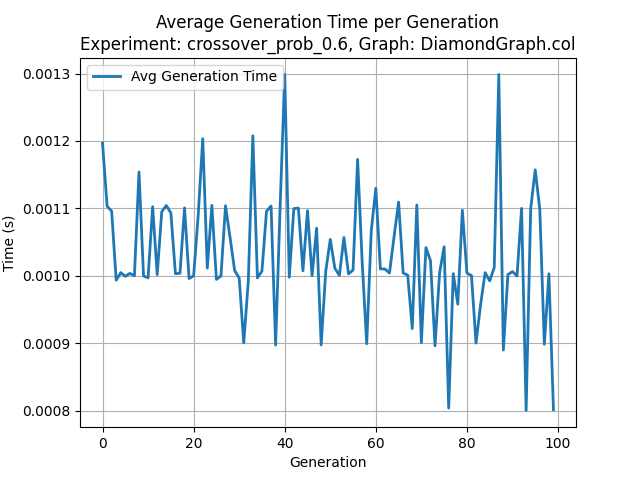 Average Generation Time per Generation
Experiment: crossover_prob_0.6, Graph: DiamondGraph.col
Avg Generation Time
Time (s)
0.0013
0.0012
0.0011
0.0010
0.0009
0.0008
0 20 40 60 80 100
Generation